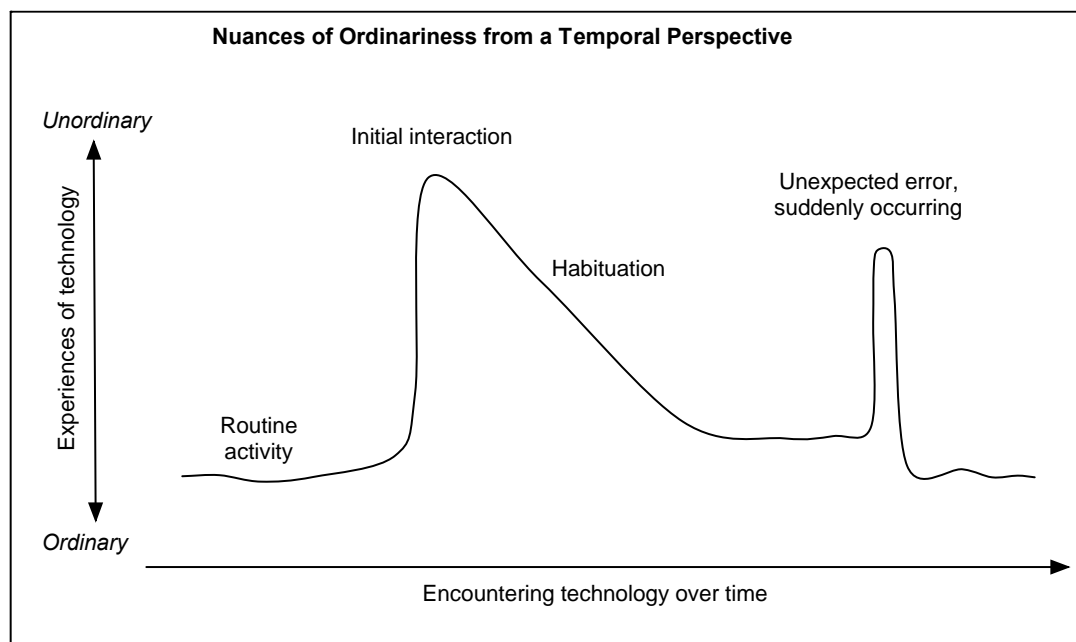 Nuances of Ordinariness from a Temporal Perspective
Unordinary
Initial interaction
Unexpected error,
suddenly occurring
Experiences of technology
Habituation
Routine
activity
Ordinary
Encountering technology over time